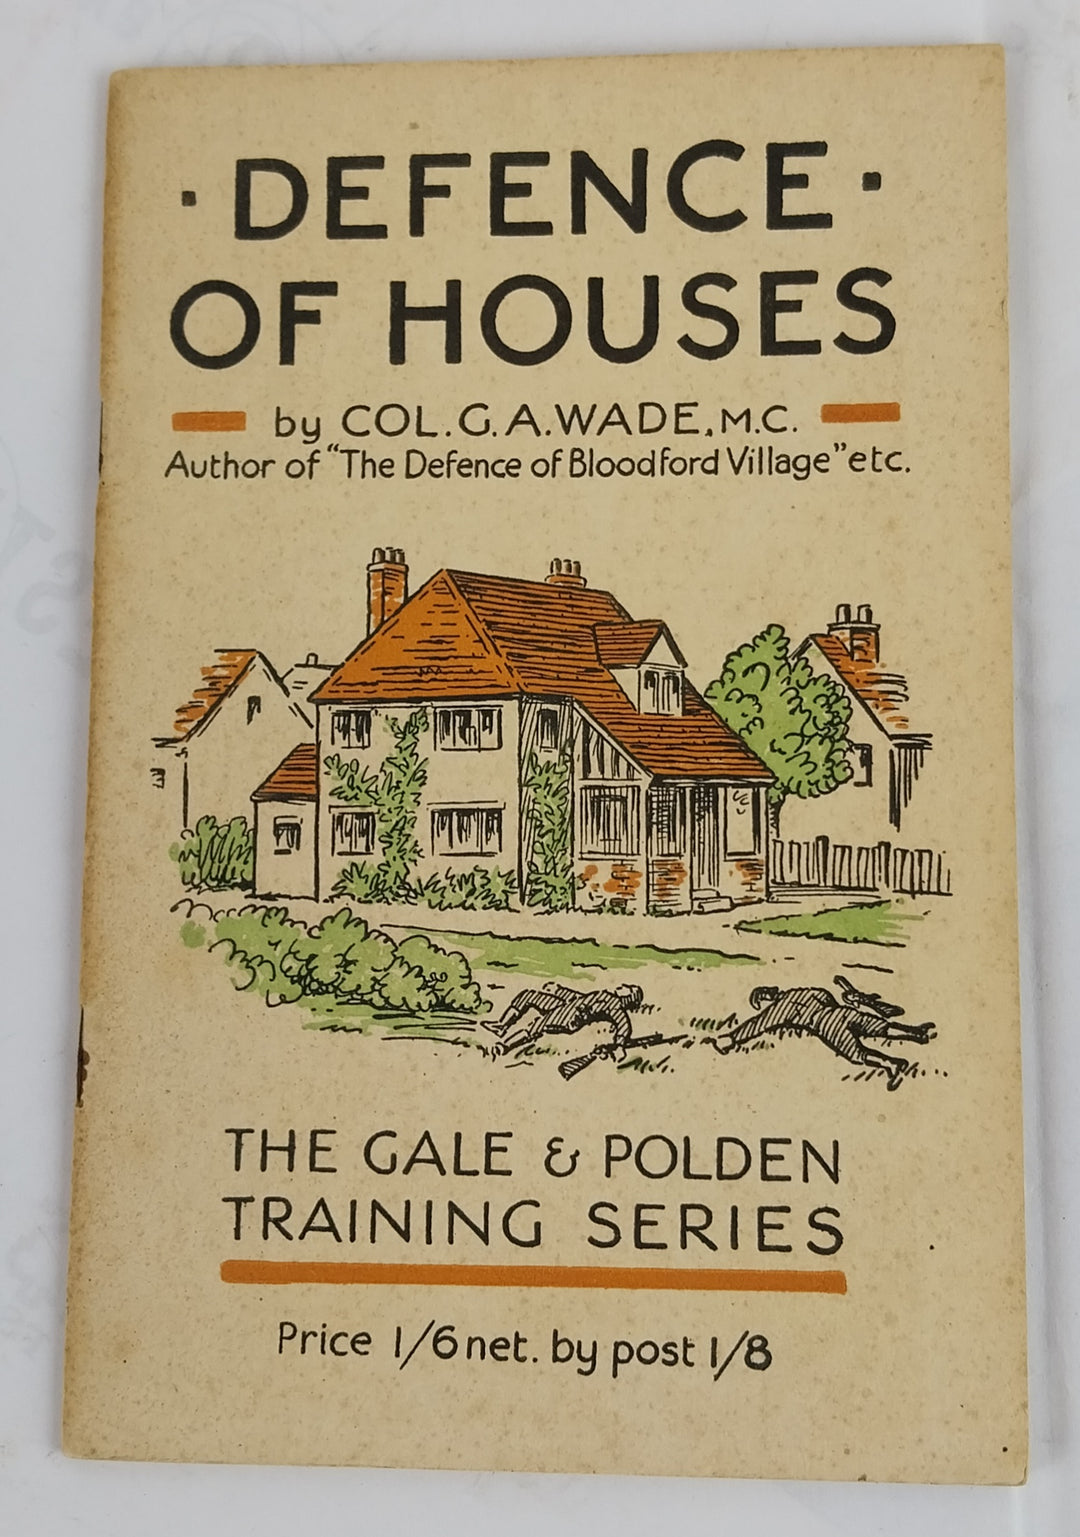 · DEFENCE ·
OF HOUSES
by COL. G. A. WADE, M.C.
Author of "The Defence of Bloodford Village" etc.
THE GALE & POLDEN
TRAINING SERIES
Price 1/6 net. by post 1/8